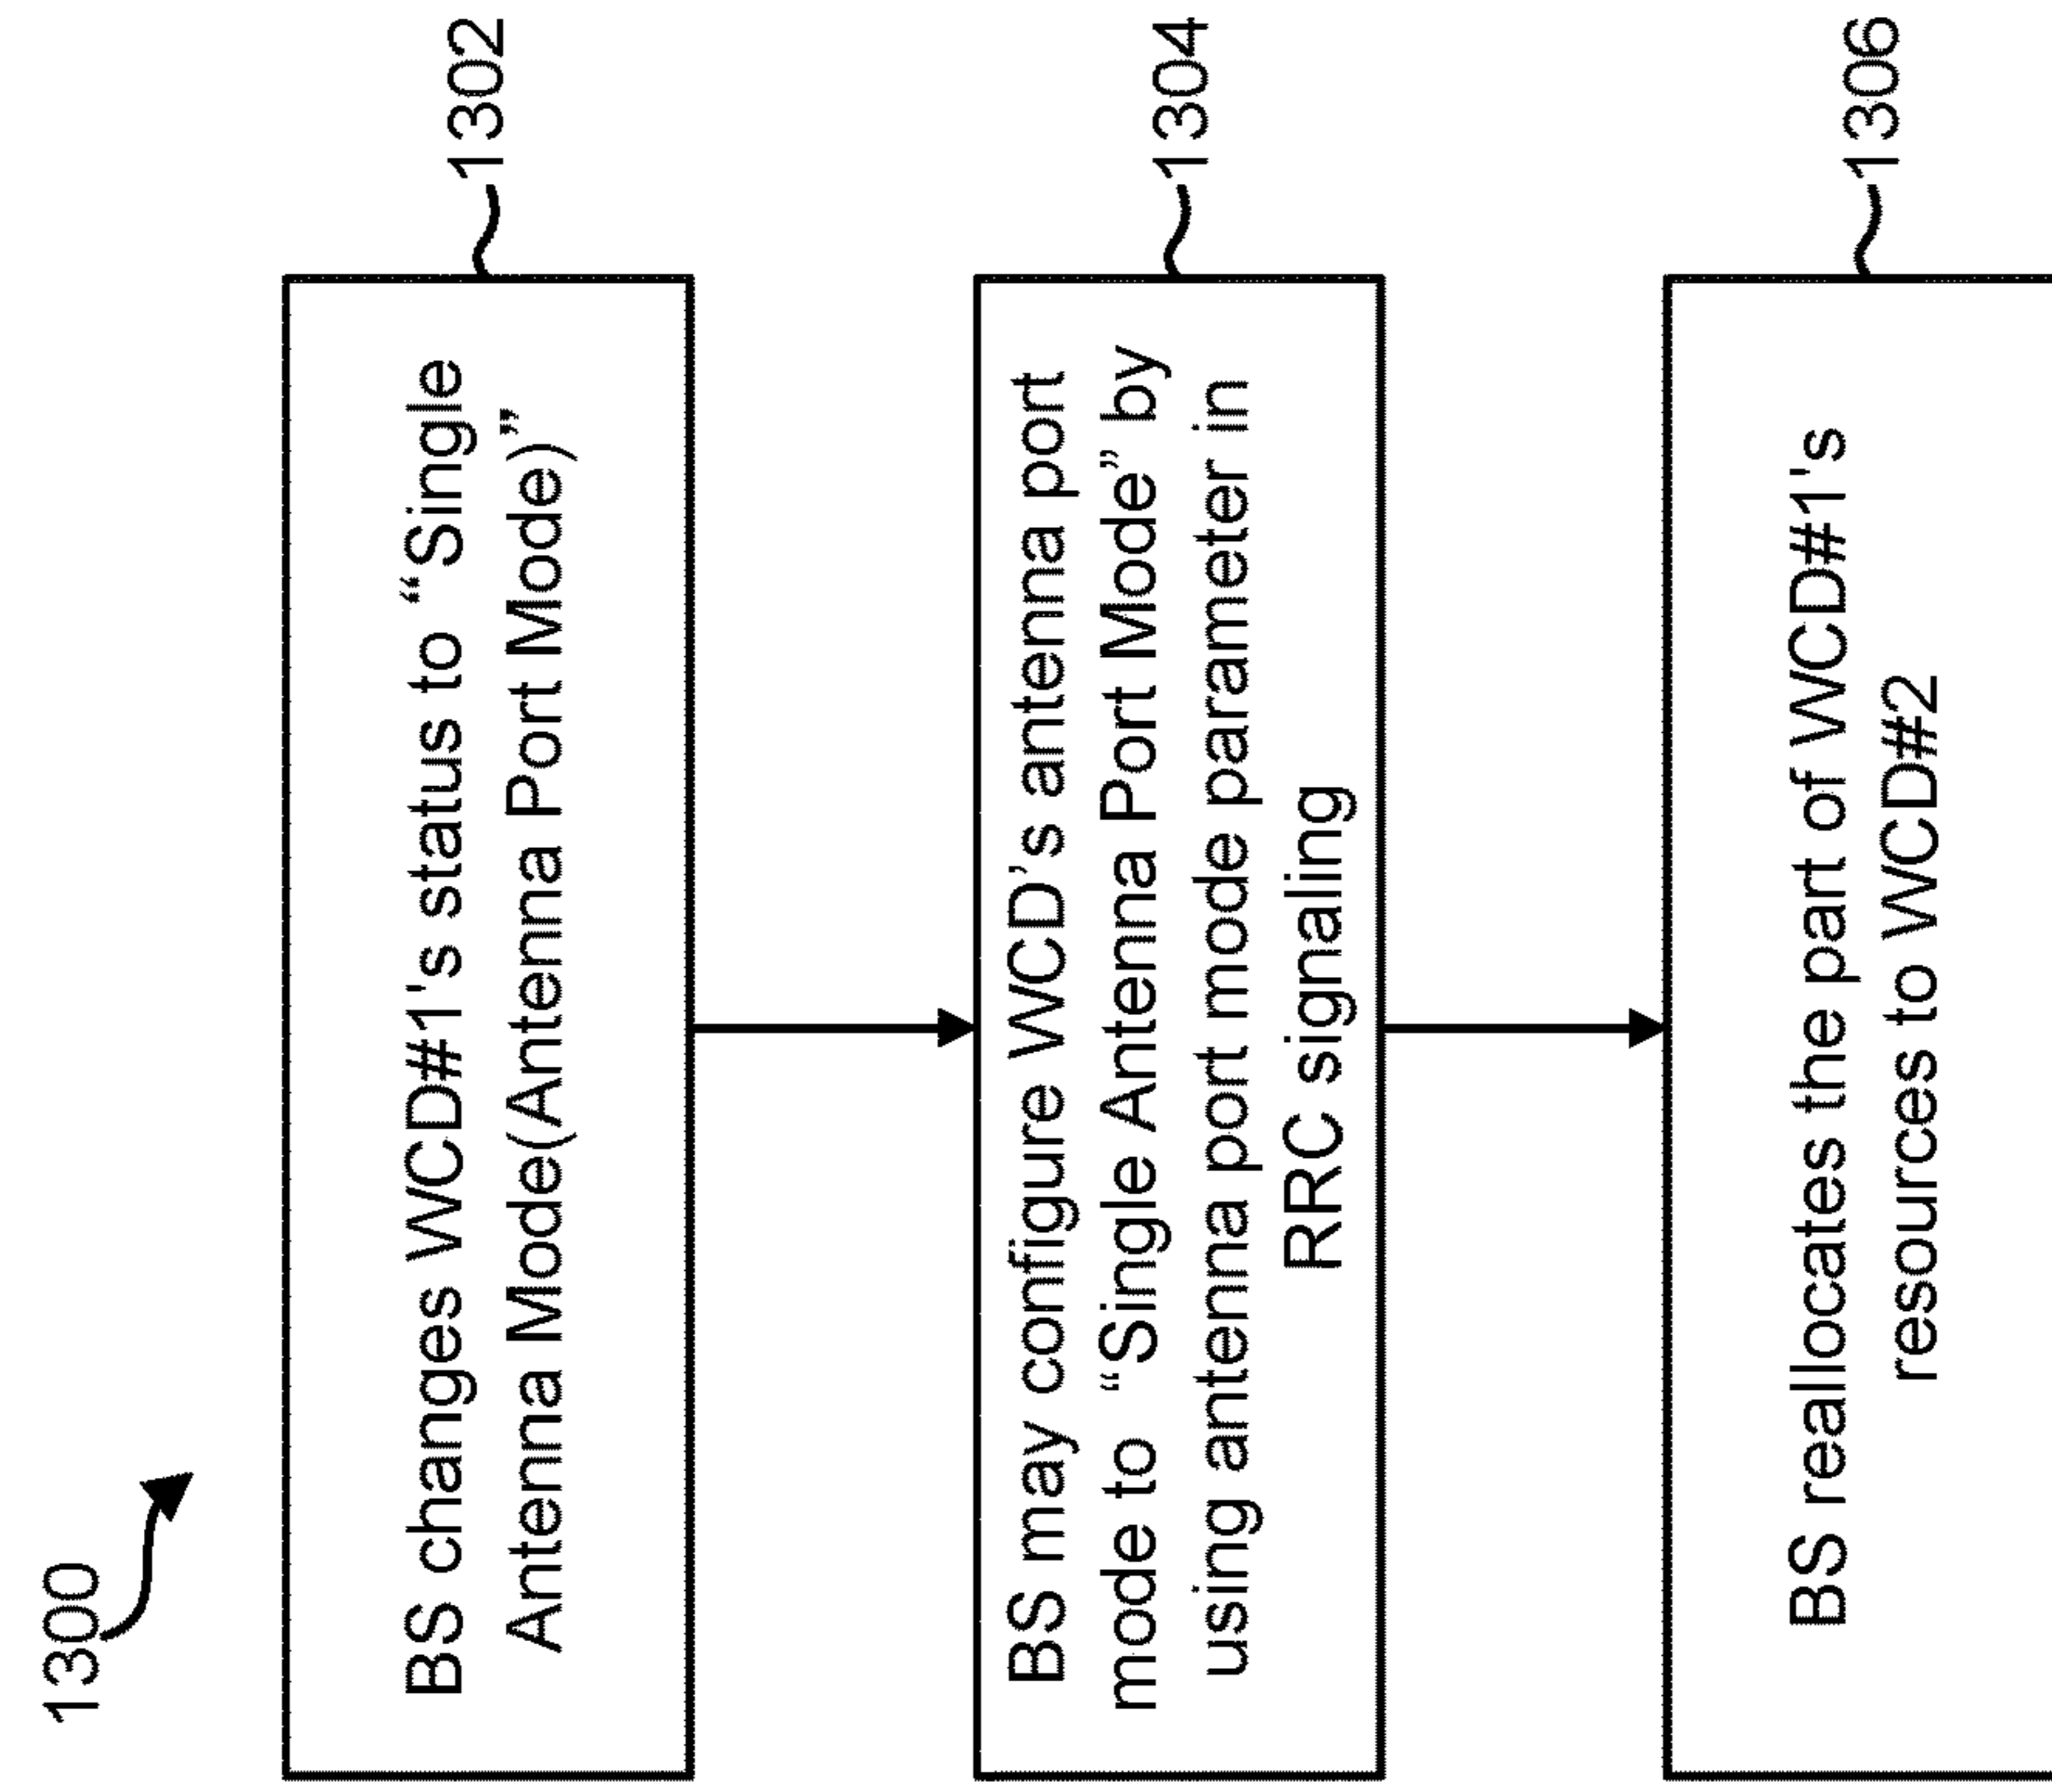 1300
BS changes WCD#1's status to “Single
Antenna Mode(Antenna Port Mode)”
1302
BS may configure WCD’s antenna port
mode to “Single Antenna Port Mode” by
using antenna port mode parameter in
RRC signaling
1304
BS reallocates the part of WCD#1's
resources to WCD#2
1306